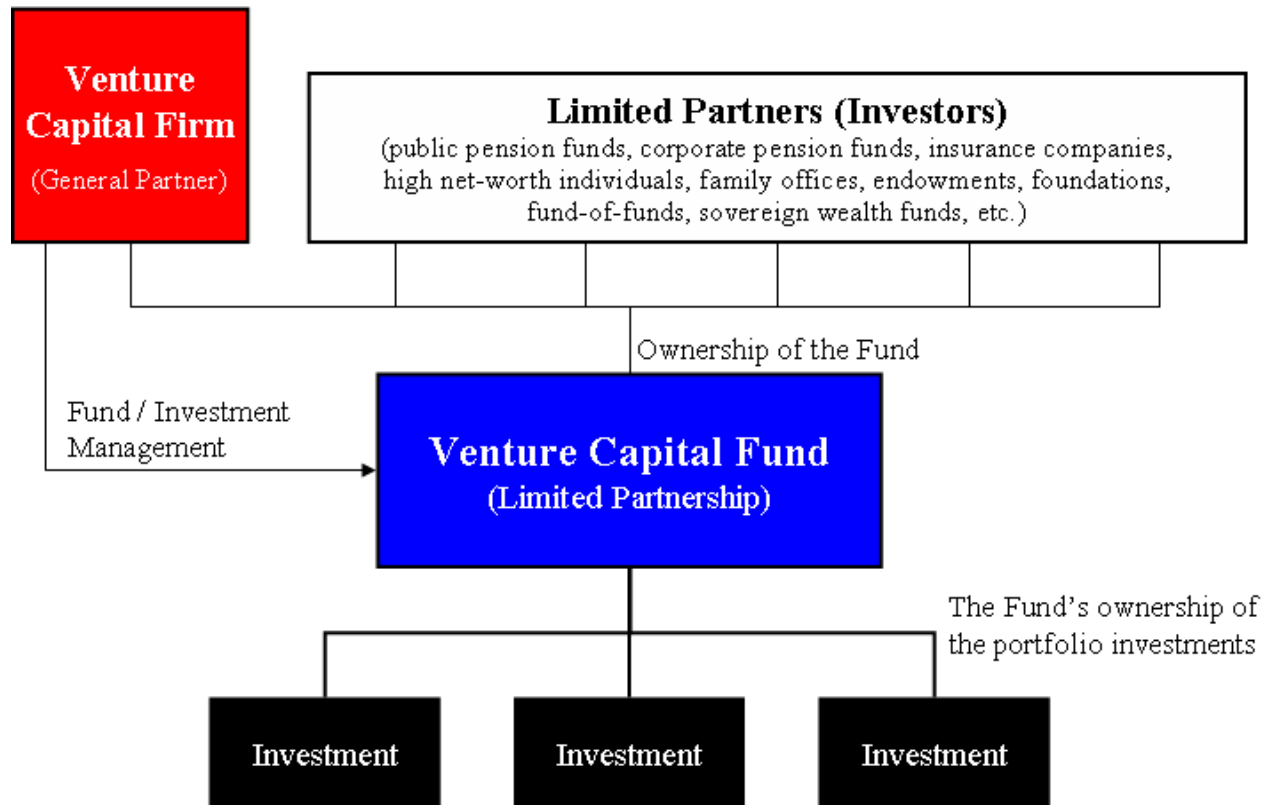 Venture
Capital Firm
(General Partner)
Limited Partners (Investors)
(public pension funds, corporate pension funds, insurance companies,
high net-worth individuals, family offices, endowments, foundations,
fund-of-funds, sovereign wealth funds, etc.)
Ownership of the Fund
Fund / Investment
Management
Venture Capital Fund
(Limited Partnership)
The Fund's ownership of
the portfolio investments
Investment
Investment
Investment